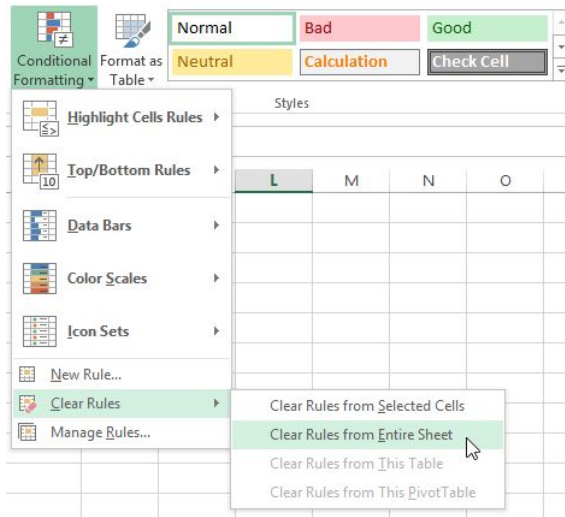 Normal Bad Good
Conditional Format as Neutral Calculation Check Cell
Formatting Table
Styles
Highlight Cells Rules
≤≥
Top/Bottom Rules
10
L M N O
Data Bars
Color Scales
Icon Sets
New Rule...
Clear Rules
Clear Rules from Selected Cells
Manage Rules...
Clear Rules from Entire Sheet
Clear Rules from This Table
Clear Rules from This PivotTable